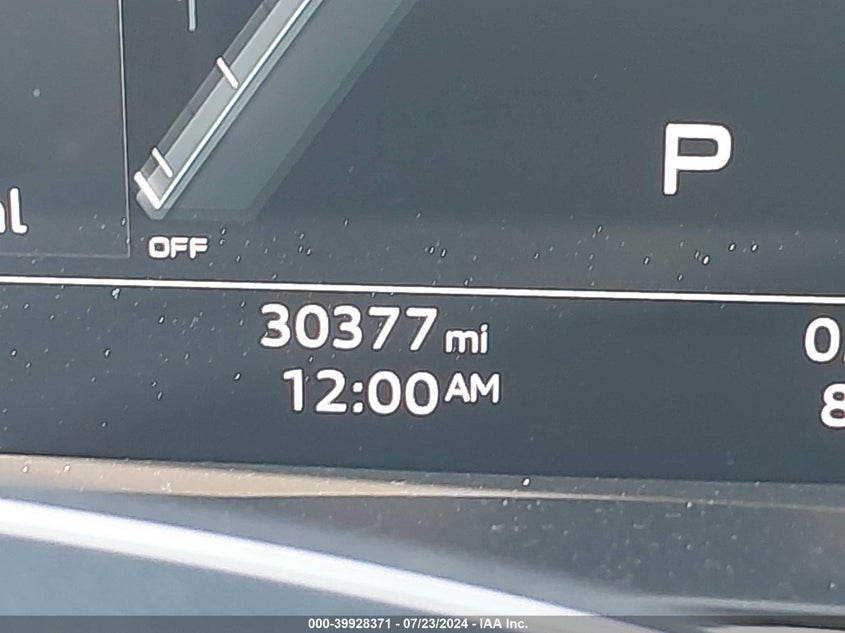 P
OFF
30377 mi
12:00 AM
000-39928371 - 07/23/2024 - IAA Inc.